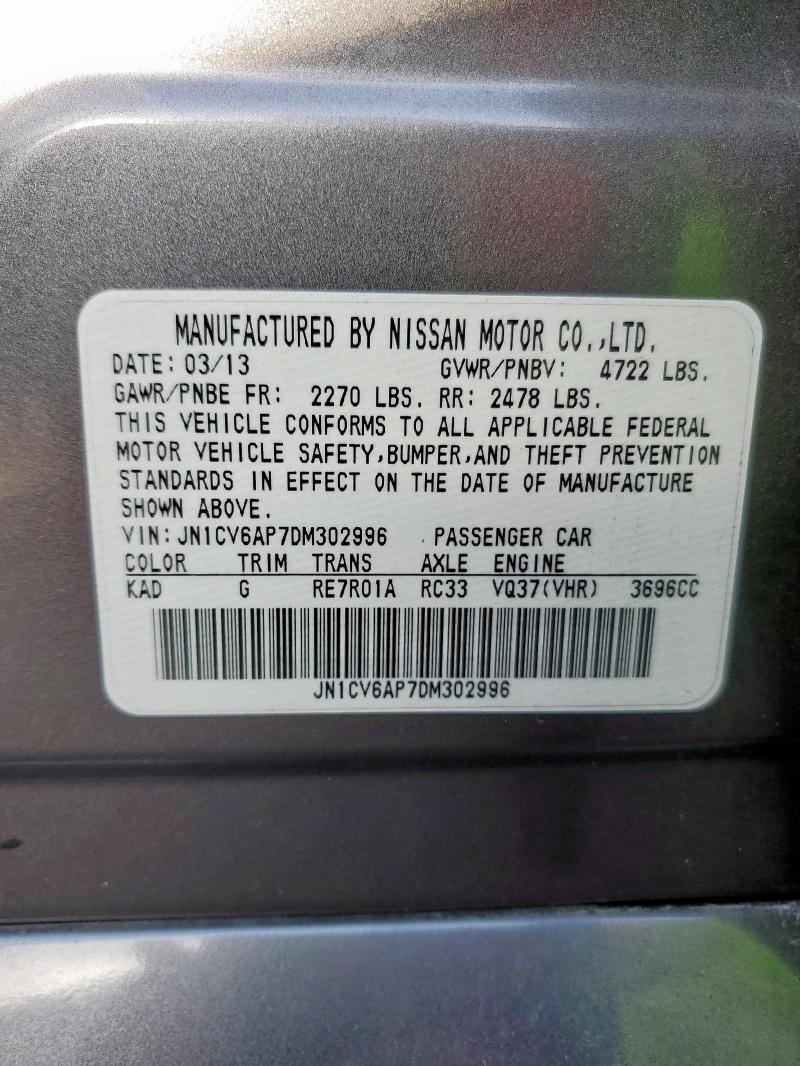 MANUFACTURED BY NISSAN MOTOR CO.,LTD.
DATE: 03/13 GVWR/PNBV: 4722 LBS.
GAWR/PNBE FR: 2270 LBS. RR: 2478 LBS.
THIS VEHICLE CONFORMS TO ALL APPLICABLE FEDERAL
MOTOR VEHICLE SAFETY,BUMPER,AND THEFT PREVENTION
STANDARDS IN EFFECT ON THE DATE OF MANUFACTURE
SHOWN ABOVE.
VIN:JN1CV6AP7DM302996 PASSENGER CAR
COLOR TRIM TRANS AXLE ENGINE
KAD G RE7R01A RC33 VQ37(VHR) 3696CC
JN1CV6AP7DM302996